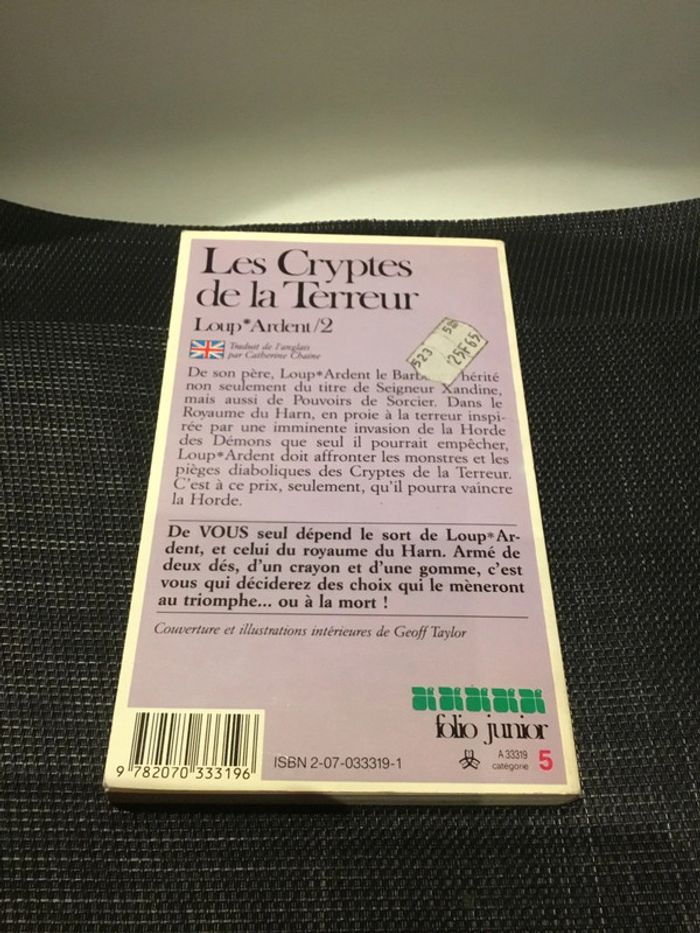 Les Cryptes
de la Terreur
Loup*Ardent/2
Traduit de l'anglais
par Catherine Chaine
523 58
25F65
De son père, Loup*Ardent le hérité
non seulement du titre de Seigneur Xandine,
mais aussi de Pouvoirs de Sorcier. Dans le
Royaume du Harn, en proie à la terreur inspi-
rée par une imminente invasion de la Horde
des Démons que seul il pourrait empêcher,
Loup*Ardent doit affronter les monstres et les
pièges diaboliques des Cryptes de la Terreur.
C'est à ce prix, seulement, qu'il pourra vaincre
la Horde.
De VOUS seul dépend le sort de Loup*Ar-
dent, et celui du royaume du Harn. Armé de
deux dés, d'un crayon et d'une gomme, c'est
vous qui déciderez des choix qui le mèneront
au triomphe... ou à la mort !
Couverture et illustrations intérieures de Geoff Taylor
folio junior
A 33319
catégorie 5
ISBN 2-07-033319-1
9 782070 333196